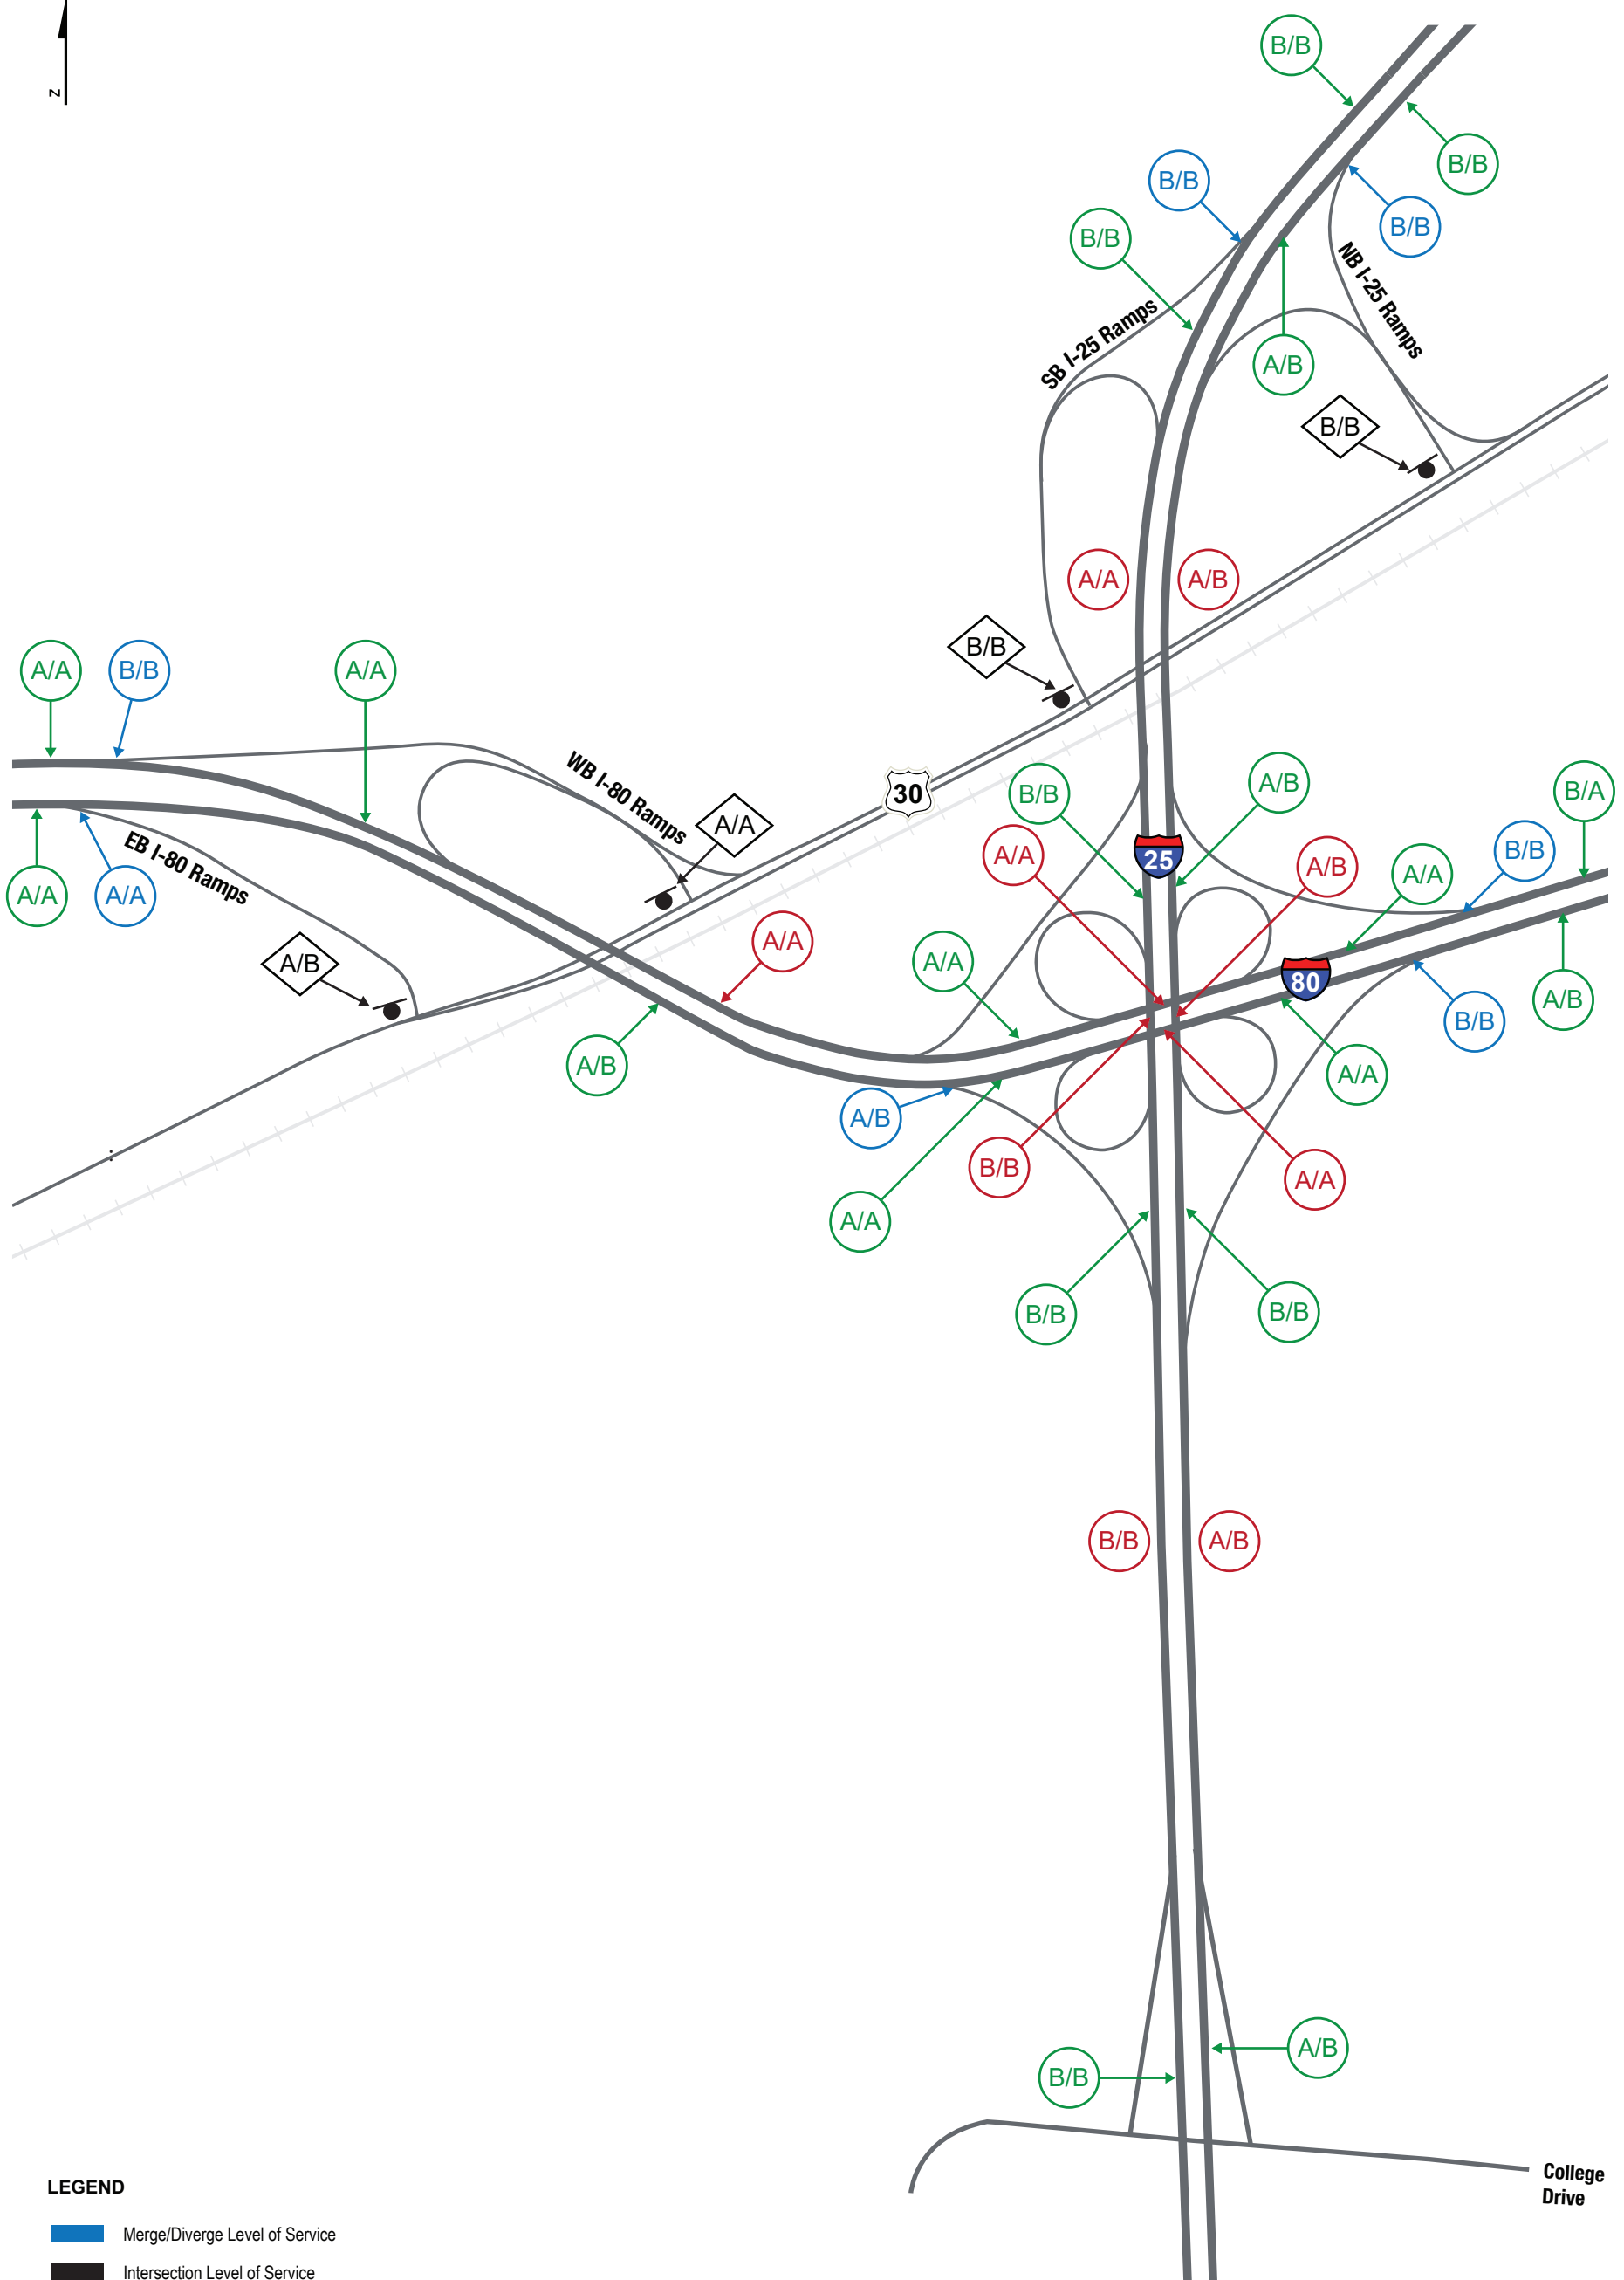 B/B
B/B
B/B
B/B
B/B
A/B
NB I-25 Ramps
SB I-25 Ramps
B/B
A/A
A/B
B/B
A/A
B/B
A/A
WB I-80 Ramps
A/A
30
B/B
A/B
B/A
25
A/A
A/B
A/A
B/B
EB I-80 Ramps
A/A
A/A
A/B
A/A
A/A
80
A/B
B/B
A/B
A/A
A/B
B/B
A/A
A/A
:
B/B
B/B
B/B
A/B
A/B
B/B
College
Drive
LEGEND
Merge/Diverge Level of Service
Intersection Level of Service
N